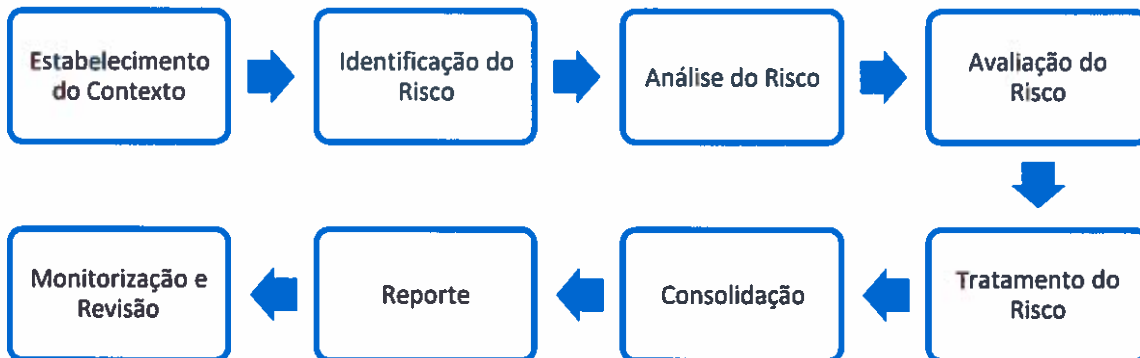 Estabelecimento
do Contexto
Identificação do
Risco
Análise do Risco
Avaliação do
Risco
Tratamento do
Risco
Consolidação
Reporte
Monitorização e
Revisão